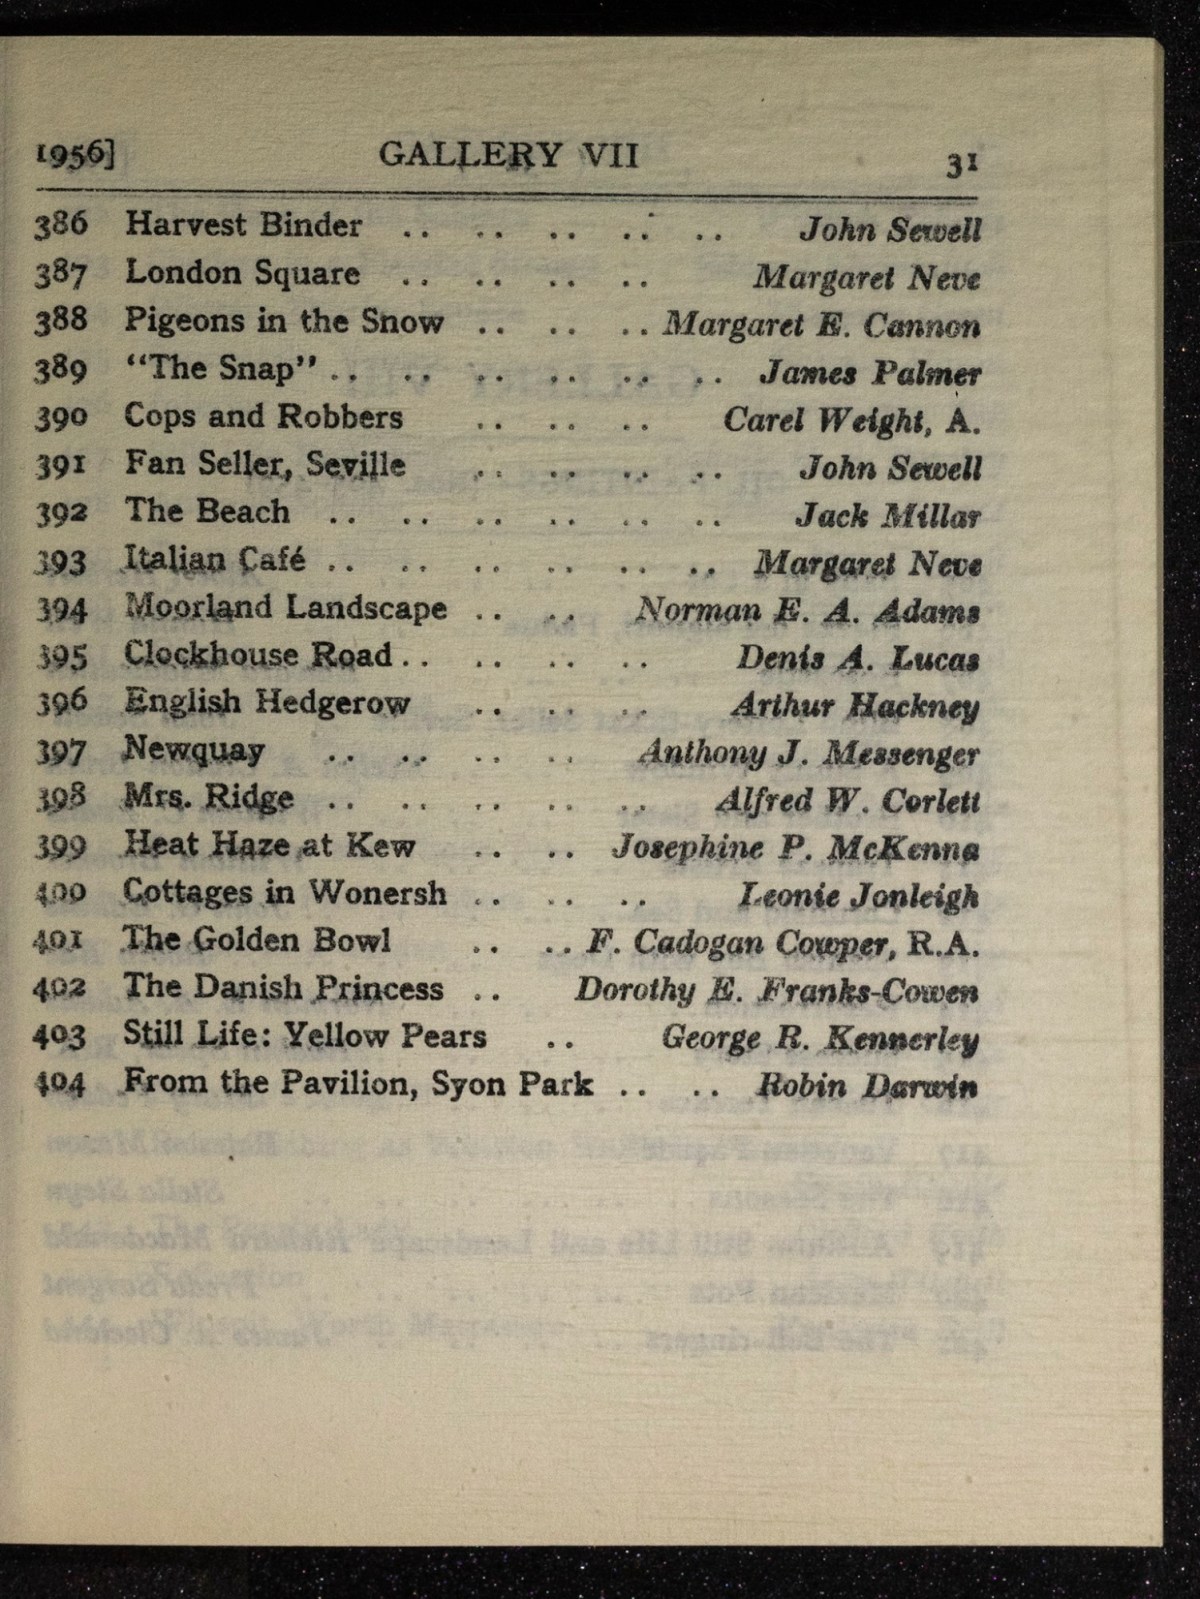 1956] GALLERY VII 31
386 Harvest Binder .. .. .. .. .. John Sewell
387 London Square .. .. .. .. Margaret Neve
388 Pigeons in the Snow .. .. .. Margaret E. Cannon
389 “The Snap” .. .. .. .. .. .. James Palmer
390 Cops and Robbers .. .. .. Carel Weight, A.
391 Fan Seller, Seville .. .. .. .. John Sewell
392 The Beach .. .. .. .. .. .. Jack Millar
393 Italian Café .. .. .. .. .. .. Margaret Neve
394 Moorland Landscape .. .. Norman E. A. Adams
395 Clockhouse Road .. .. .. .. Denis A. Lucas
396 English Hedgerow .. .. .. Arthur Hackney
397 Newquay .. .. .. .. Anthony J. Messenger
398 Mrs. Ridge .. .. .. .. .. Alfred W. Corlett
399 Heat Haze at Kew .. .. Josephine P. McKenna
400 Cottages in Wonersh .. .. .. Leonie Jonleigh
401 The Golden Bowl .. .. F. Cadogan Cowper, R.A.
402 The Danish Princess .. Dorothy E. Franks-Cowen
403 Still Life: Yellow Pears .. George R. Kennerley
404 From the Pavilion, Syon Park .. .. Robin Darwin